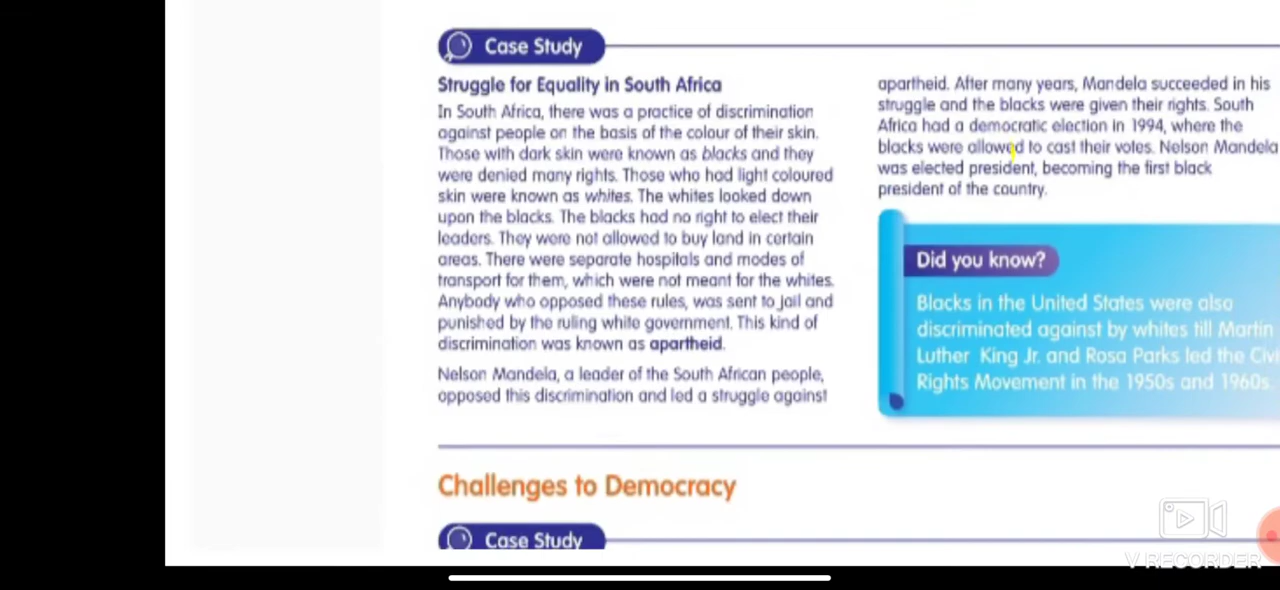 Case Study
Struggle for Equality in South Africa
In South Africa, there was a practice of discrimination
against people on the basis of the colour of their skin.
Those with dark skin were known as blacks and they
were denied many rights. Those who had light coloured
skin were known as whites. The whites looked down
upon the blacks. The blacks had no right to elect their
leaders. They were not allowed to buy land in certain
areas. There were separate hospitals and modes of
transport for them, which were not meant for the whites.
Anybody who opposed these rules, was sent to jail and
punished by the ruling white government. This kind of
discrimination was known as apartheid.
Nelson Mandela, a leader of the South African people,
opposed this discrimination and led a struggle against
apartheid. After many years, Mandela succeeded in his
struggle and the blacks were given their rights. South
Africa had a democratic election in 1994, where the
blacks were allowed to cast their votes. Nelson Mandela
was elected president, becoming the first black
president of the country.
Did you know?
Blacks in the United States were also
discriminated against by whites till Martin
Luther King Jr. and Rosa Parks led the Civi
Rights Movement in the 1950s and 1960s.
Challenges to Democracy
Case Study
V RECORDER